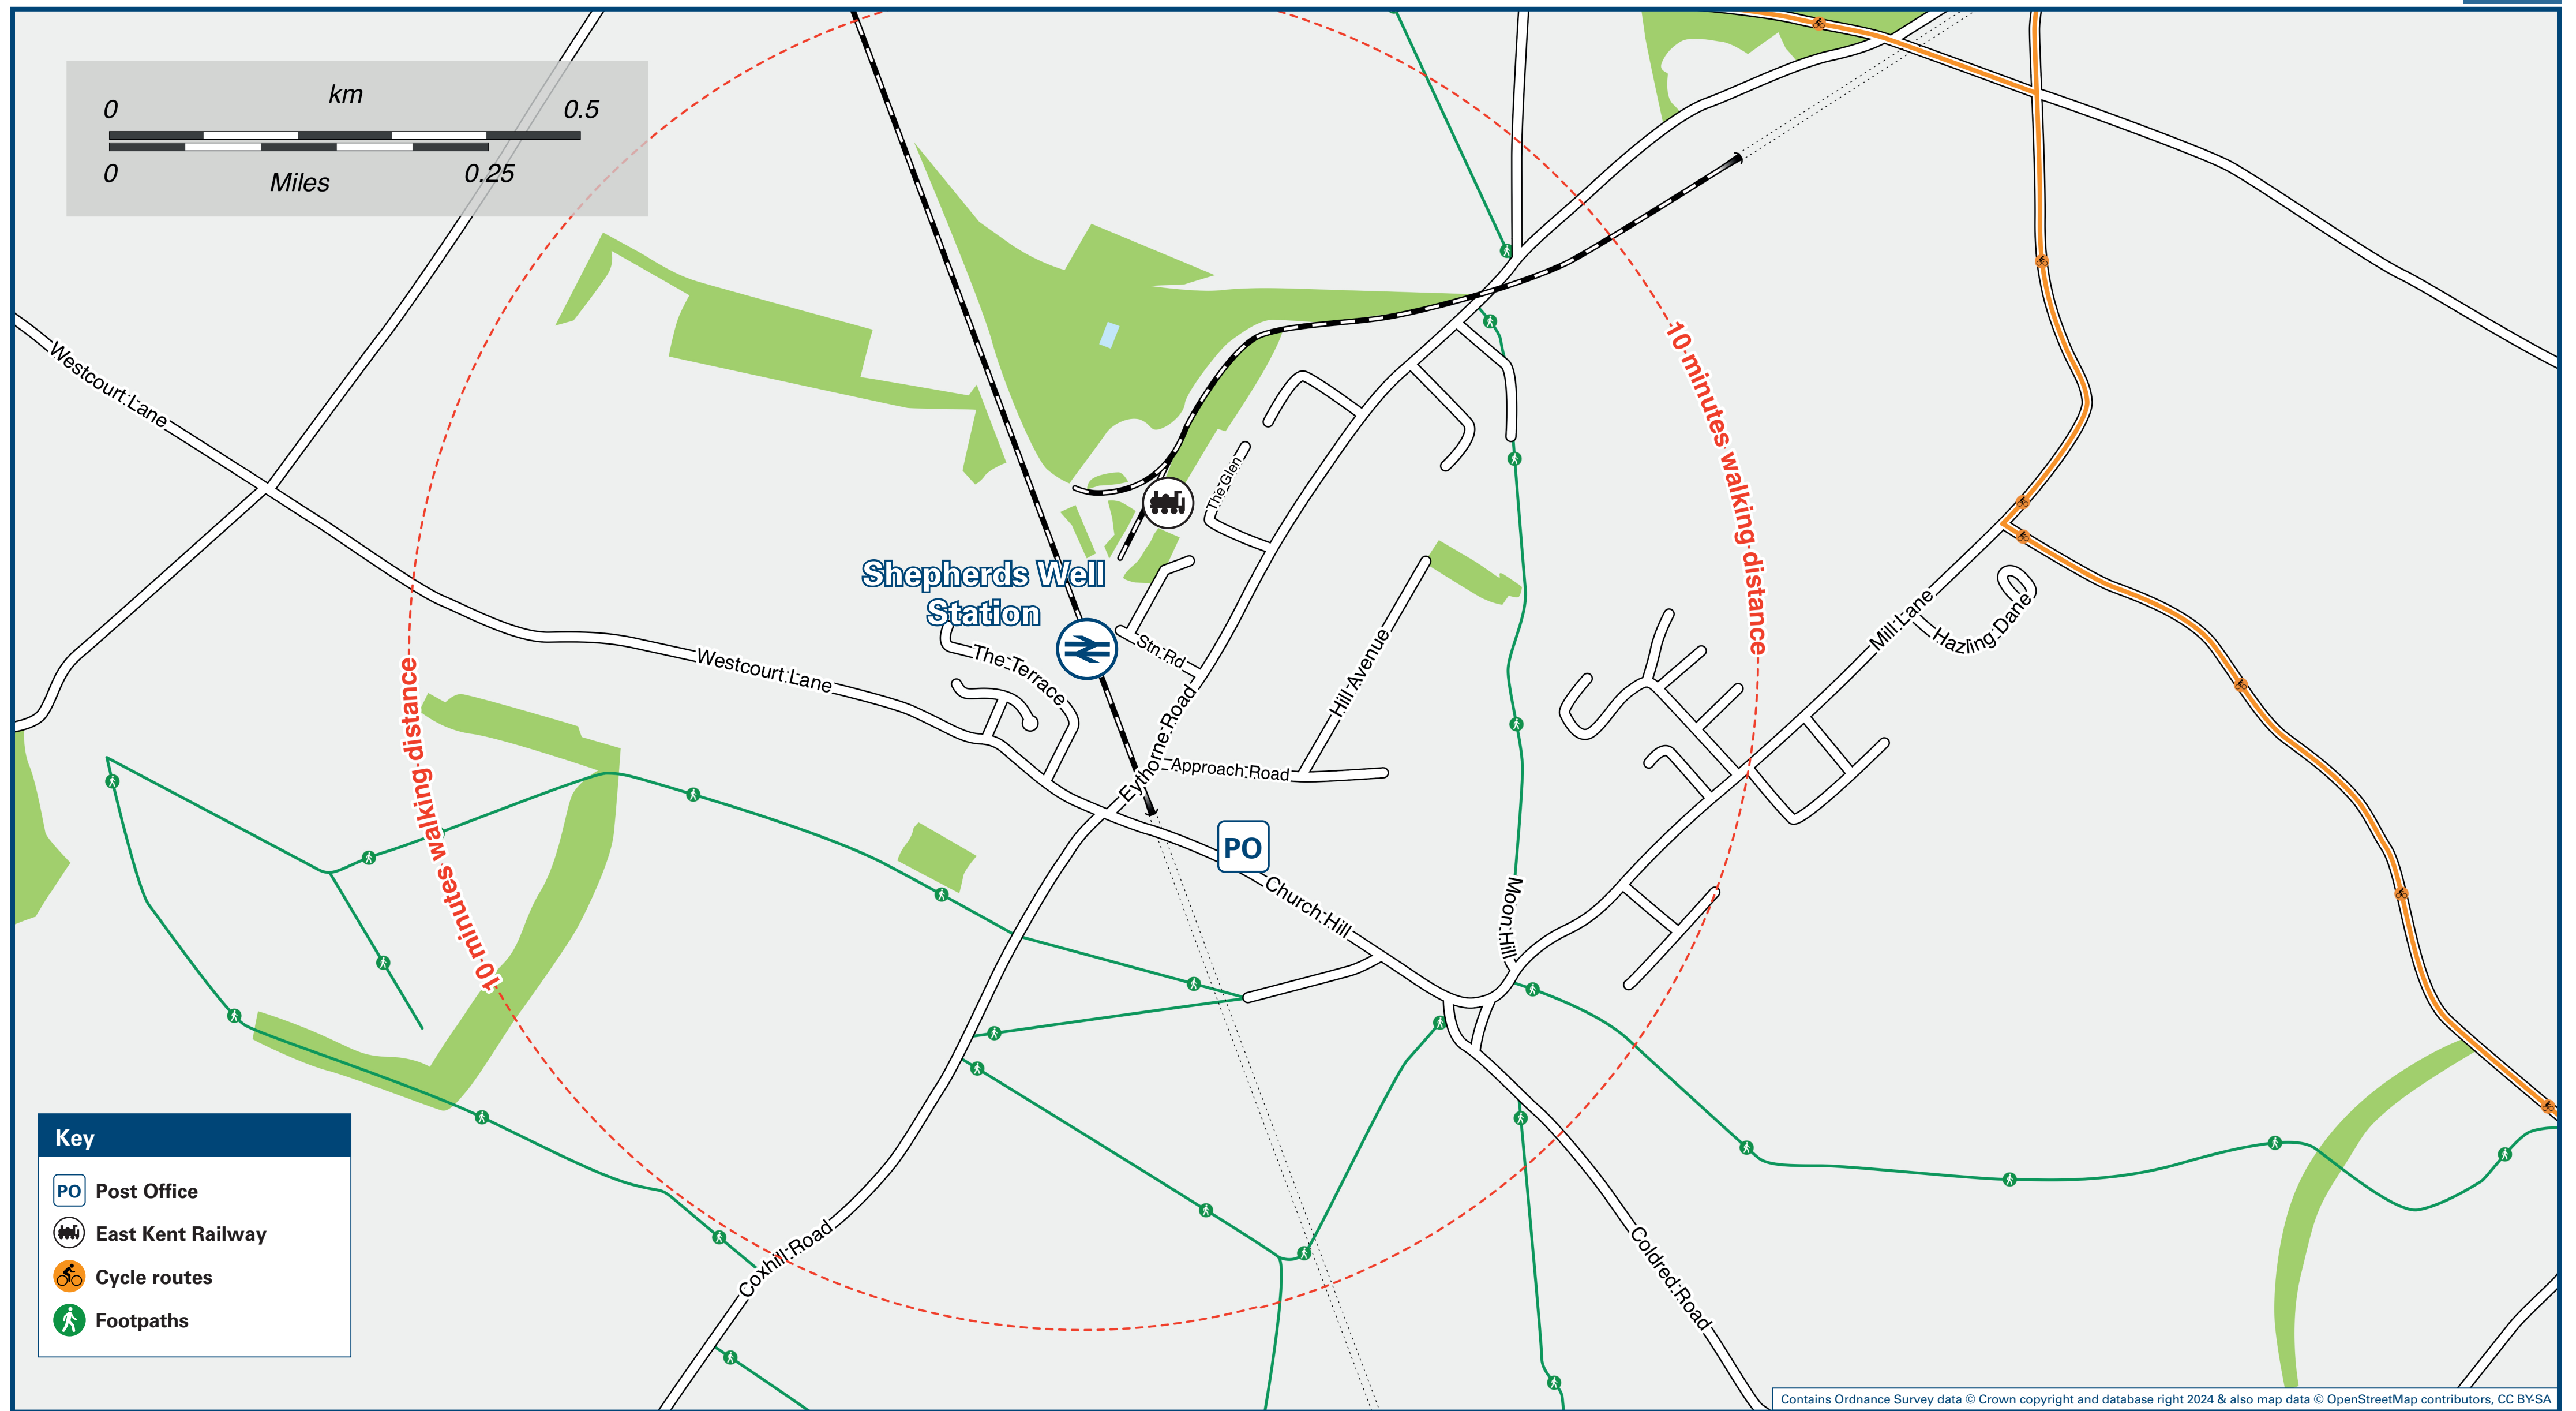 km
0
0.5
0
Miles
0.25
10 minutes walking distance
Westcourt Lane
The Glen
Shepherds Well
Station
Stn Rd
The Terrace
Westcourt Lane
Hill Avenue
Eythorne Road
Approach Road
Mill Lane
Hazling Dane
10 minutes walking distance
PO
Church Hill
Moon Hill
Coxhill Road
Coldred Road
Key
PO Post Office
East Kent Railway
Cycle routes
Footpaths
Contains Ordnance Survey data © Crown copyright and database right 2024 & also map data © OpenStreetMap contributors, CC BY-SA